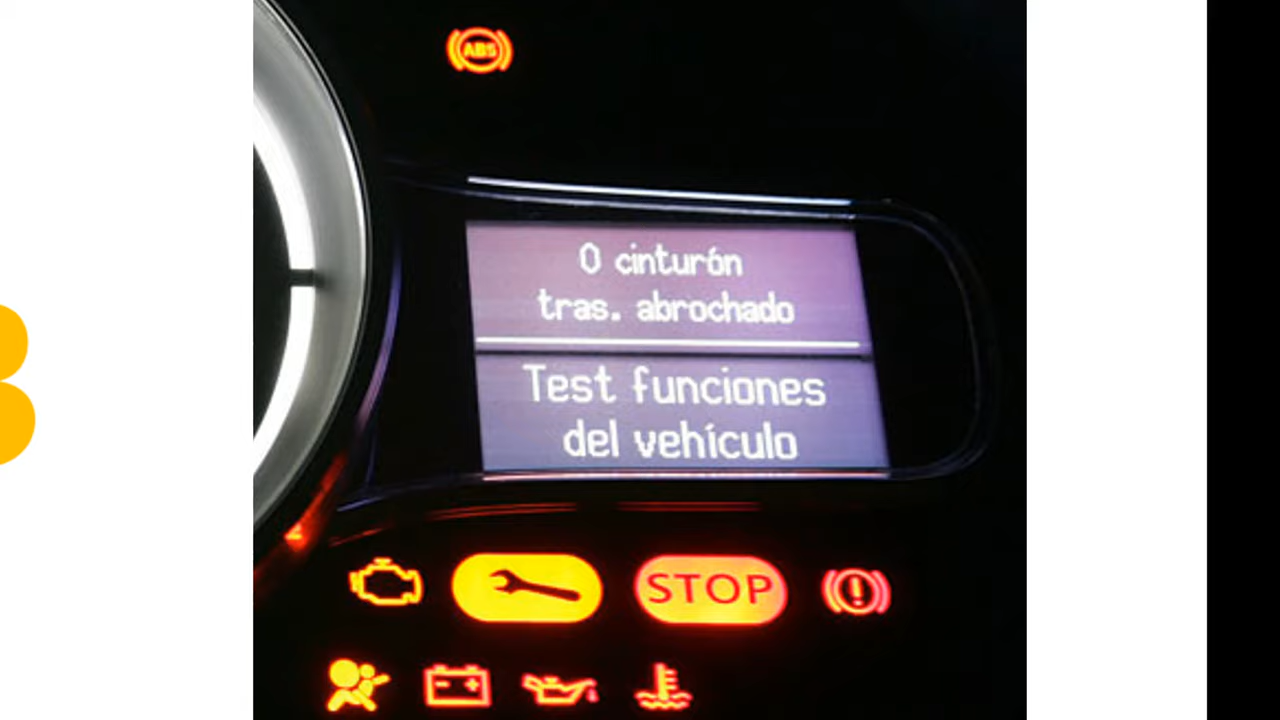 ABS
0 cinturón
tras. abrochado
Test funciones
del vehículo
STOP